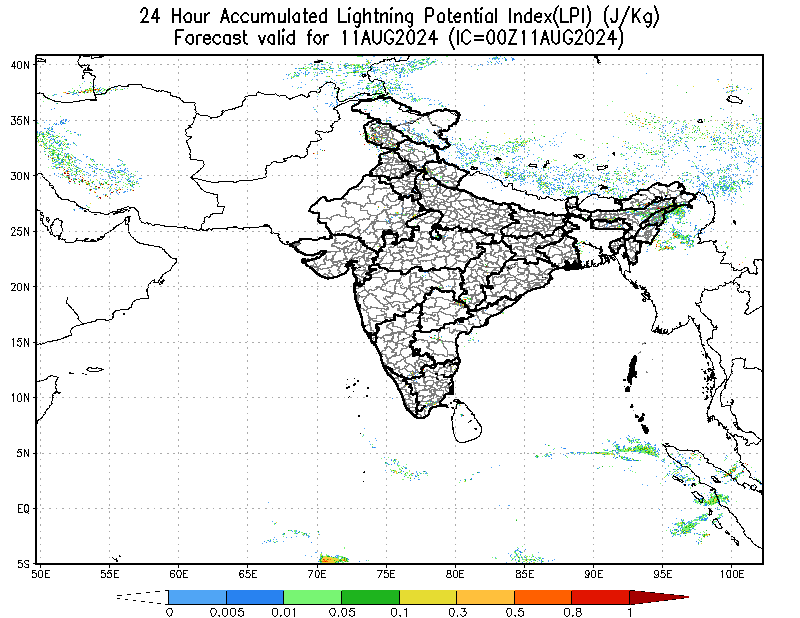 24 Hour Accumulated Lightning Potential Index(LPI) (J/Kg)
Forecast valid for 11AUG2024 (IC=00Z11AUG2024)
40N
35N
30N
25N
20N
15N
10N
5N
EQ
5S
50E 55E 60E 65E 70E 75E 80E 85E 90E 95E 100E
0 0.005 0.01 0.05 0.1 0.3 0.5 0.8 1